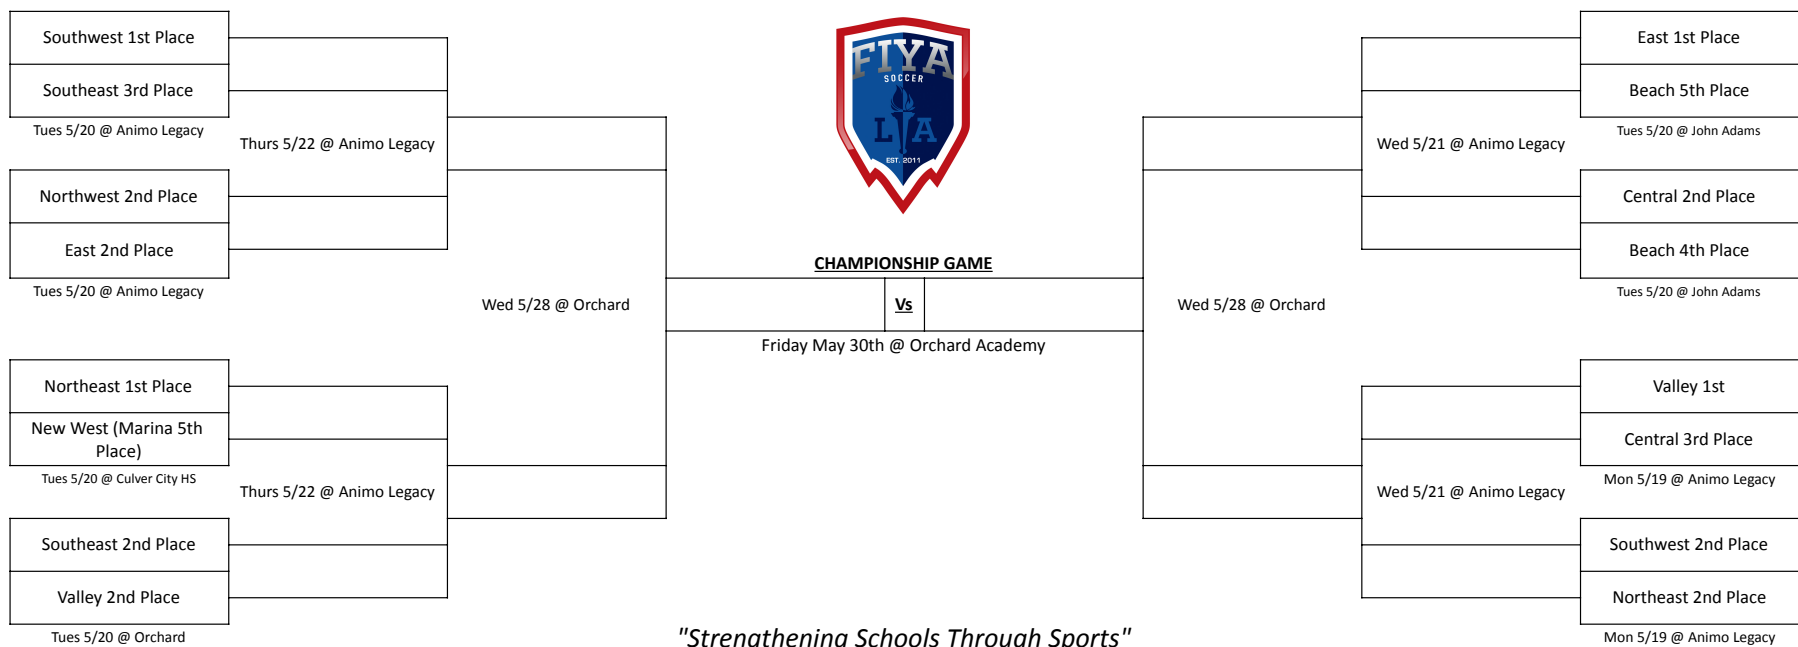 Southwest 1st Place
Southeast 3rd Place
Tues 5/20 @ Animo Legacy
Thurs 5/22 @ Animo Legacy
Northwest 2nd Place
East 2nd Place
Tues 5/20 @ Animo Legacy
Wed 5/28 @ Orchard
Northeast 1st Place
New West (Marina 5th
Place)
Tues 5/20 @ Culver City HS
Thurs 5/22 @ Animo Legacy
Southeast 2nd Place
Valley 2nd Place
Tues 5/20 @ Orchard
FIYA
SOCCER
LA
EST. 2011
CHAMPIONSHIP GAME
Vs
Friday May 30th @ Orchard Academy
"Strengthening Schools Through Sports"
East 1st Place
Beach 5th Place
Tues 5/20 @ John Adams
Wed 5/21 @ Animo Legacy
Central 2nd Place
Beach 4th Place
Tues 5/20 @ John Adams
Wed 5/28 @ Orchard
Valley 1st
Central 3rd Place
Mon 5/19 @ Animo Legacy
Wed 5/21 @ Animo Legacy
Southwest 2nd Place
Northeast 2nd Place
Mon 5/19 @ Animo Legacy